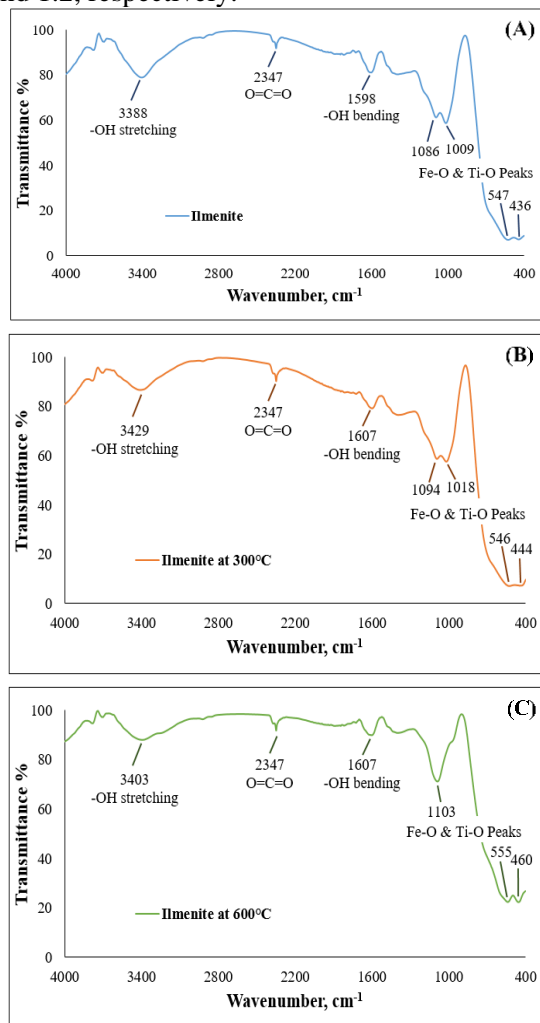 1.2, respectively.
(A)
Transmittance %
100
80
60
40
20
0
3388
-OH stretching
2347
O=C=O
1598
-OH bending
1086
1009
Fe-O & Ti-O Peaks
547
436
Ilmenite
4000
3400
2800
2200
1600
1000
400
Wavenumber, cm-1
(B)
Transmittance %
100
80
60
40
20
0
3429
-OH stretching
2347
O=C=O
1607
-OH bending
1094
1018
Fe-O & Ti-O Peaks
546
444
Ilmenite at 300°C
4000
3400
2800
2200
1600
1000
400
Wavenumber, cm-1
(C)
Transmittance %
100
80
60
40
20
0
3403
-OH stretching
2347
O=C=O
1607
-OH bending
1103
Fe-O & Ti-O Peaks
555
460
Ilmenite at 600°C
4000
3400
2800
2200
1600
1000
400
Wavenumber, cm-1